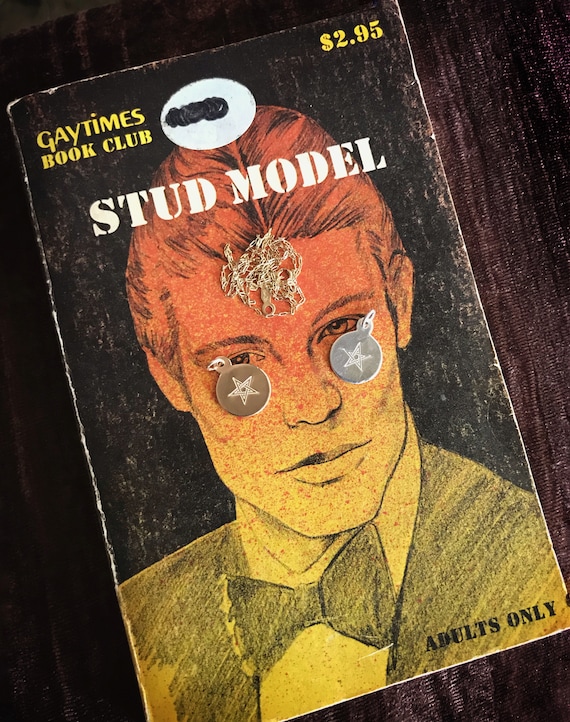 $2.95
GAYTIMES
BOOK CLUB
STUD MODEL
ADULTS ONLY